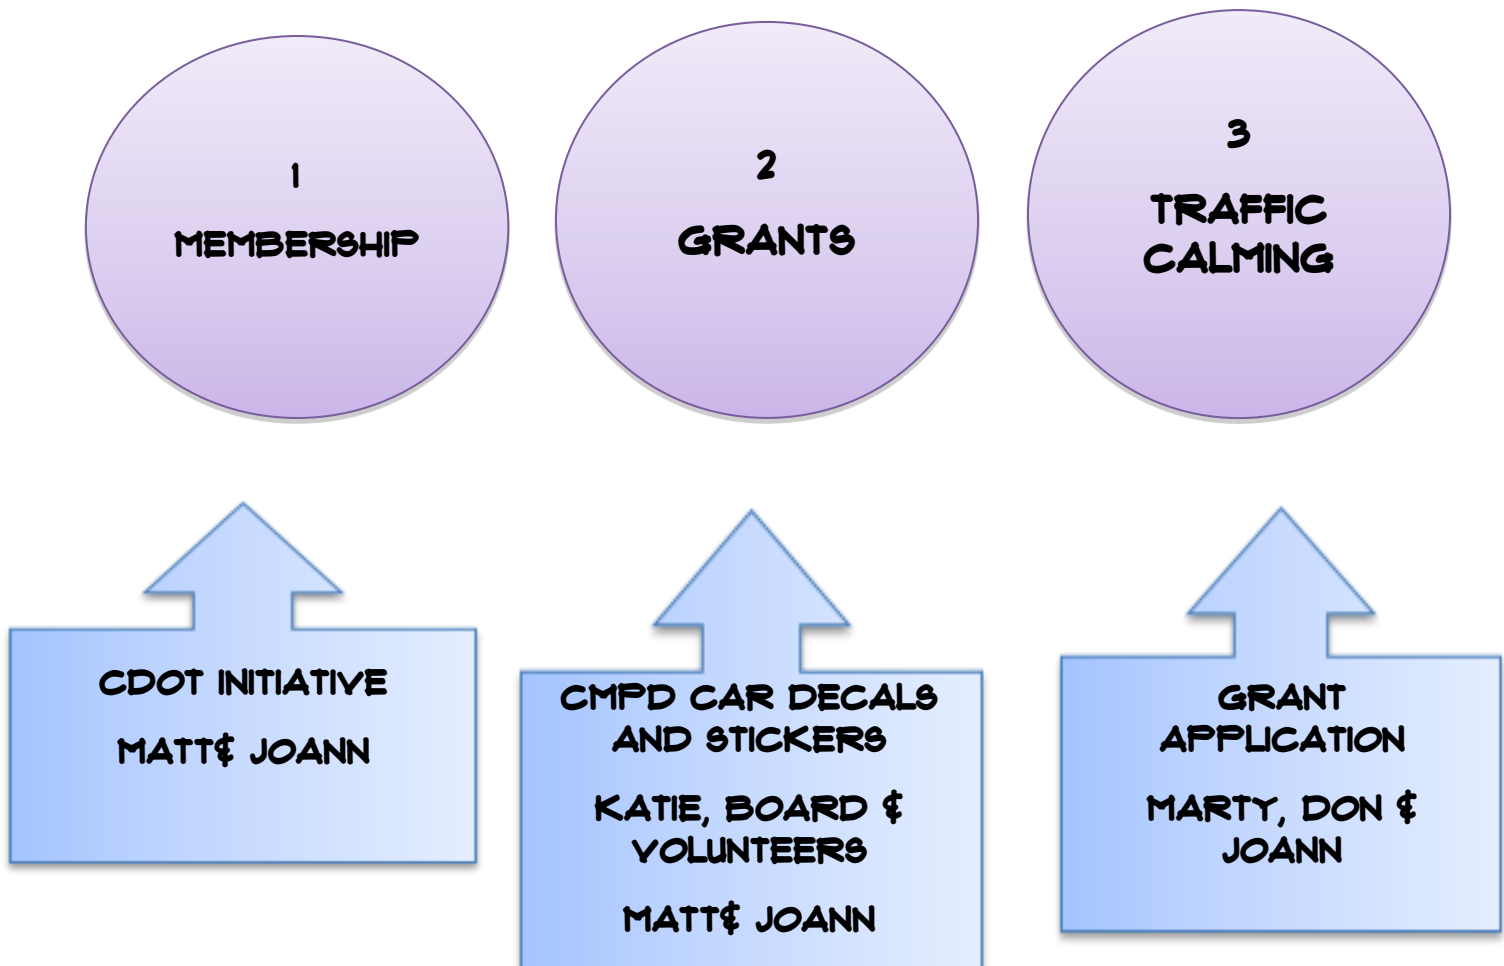 1
MEMBERSHIP
2
GRANTS
3
TRAFFIC
CALMING
CDOT INITIATIVE
MATT& JOANN
CMPD CAR DECALS
AND STICKERS
KATIE, BOARD &
VOLUNTEERS
MATT& JOANN
GRANT
APPLICATION
MARTY, DON &
JOANN